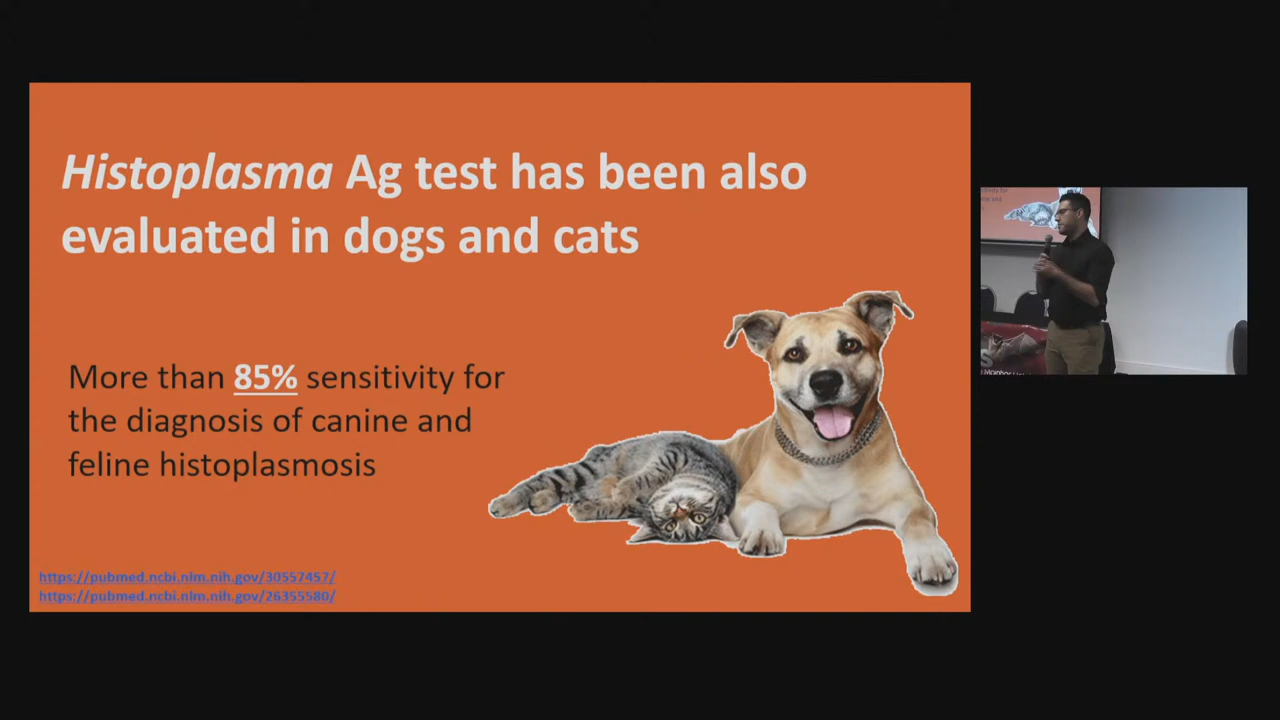 Histoplasma Ag test has been also
evaluated in dogs and cats
More than 85% sensitivity for
the diagnosis of canine and
feline histoplasmosis
https://pubmed.ncbi.nlm.nih.gov/30557457/
https://pubmed.ncbi.nlm.nih.gov/26355580/